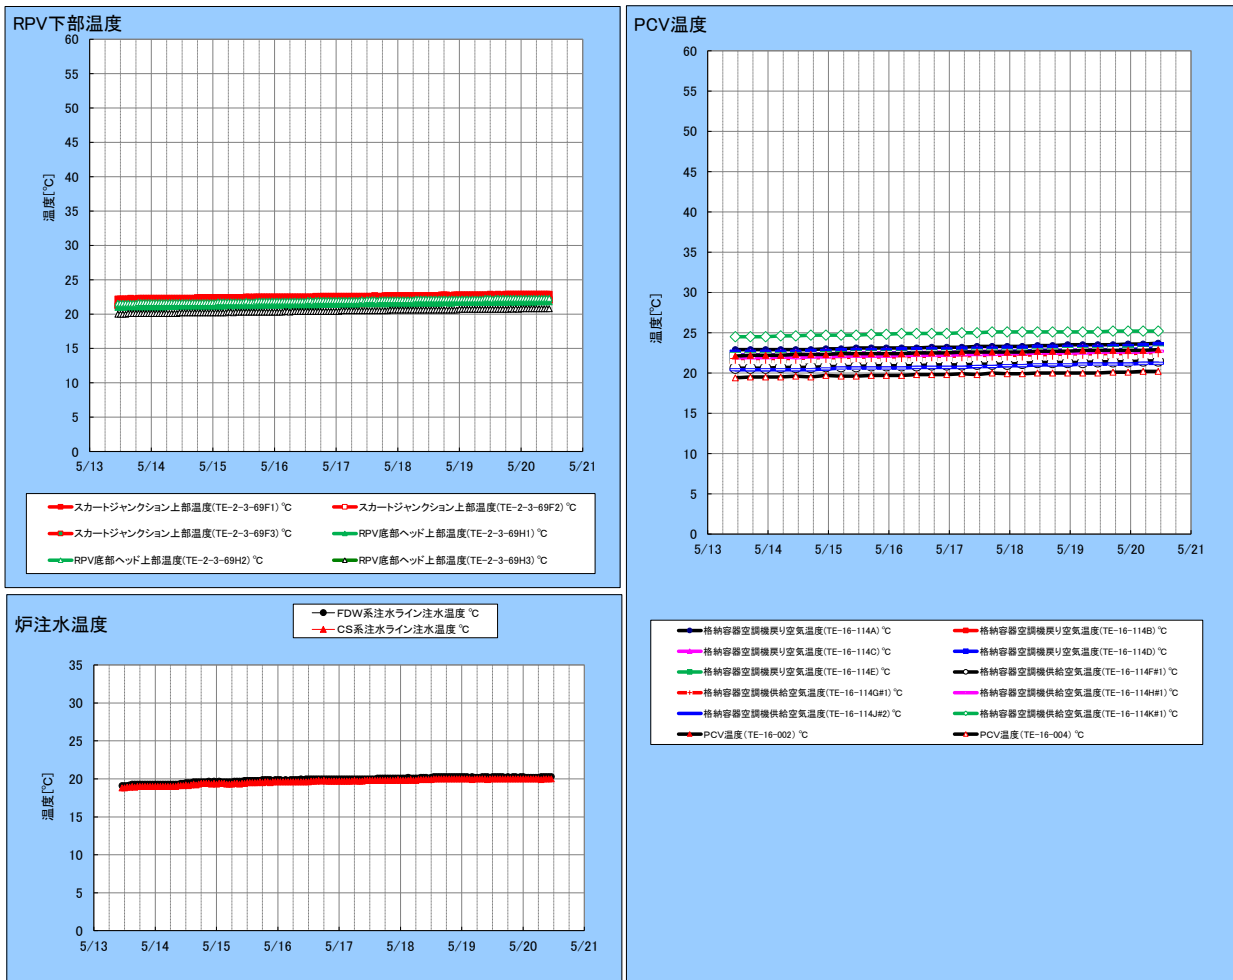 RPV下部温度
60
55
50
45
40
35
30
25
20
15
10
5
0
温度[℃]
5/13 5/14 5/15 5/16 5/17 5/18 5/19 5/20 5/21
スカートジャンクション上部温度(TE-2-3-69F1) ℃ スカートジャンクション上部温度(TE-2-3-69F2) ℃
スカートジャンクション上部温度(TE-2-3-69F3) ℃ RPV底部ヘッド上部温度(TE-2-3-69H1) ℃
RPV底部ヘッド上部温度(TE-2-3-69H2) ℃ RPV底部ヘッド上部温度(TE-2-3-69H3) ℃
炉注水温度
FDW系注水ライン注水温度 ℃
CS系注水ライン注水温度 ℃
35
30
25
20
15
10
5
0
温度[℃]
5/13 5/14 5/15 5/16 5/17 5/18 5/19 5/20 5/21
PCV温度
60
55
50
45
40
35
30
25
20
15
10
5
0
温度[℃]
5/13 5/14 5/15 5/16 5/17 5/18 5/19 5/20 5/21
格納容器空調機戻り空気温度(TE-16-114A) ℃ 格納容器空調機戻り空気温度(TE-16-114B) ℃
格納容器空調機戻り空気温度(TE-16-114C) ℃ 格納容器空調機戻り空気温度(TE-16-114D) ℃
格納容器空調機戻り空気温度(TE-16-114E) ℃ 格納容器空調機供給空気温度(TE-16-114F#1) ℃
格納容器空調機供給空気温度(TE-16-114G#1) ℃ 格納容器空調機供給空気温度(TE-16-114H#1) ℃
格納容器空調機供給空気温度(TE-16-114J#2) ℃ 格納容器空調機供給空気温度(TE-16-114K#1) ℃
PCV温度(TE-16-002) ℃ PCV温度(TE-16-004) ℃